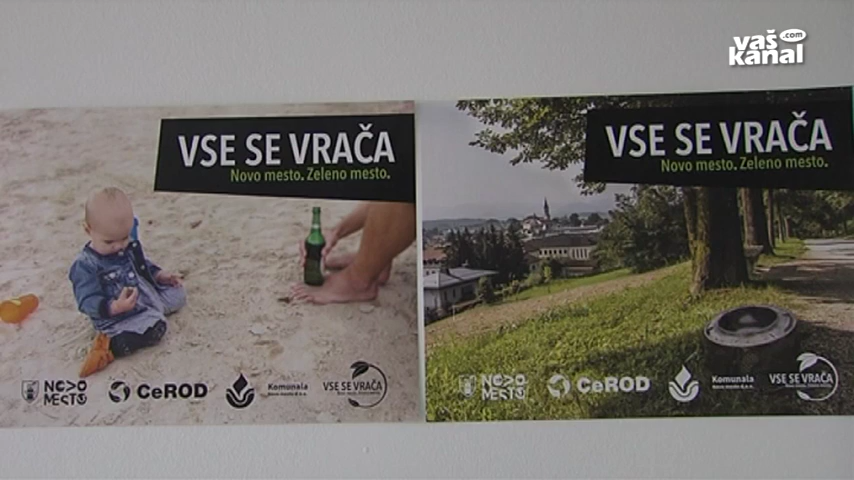 vaš
kanal
.com
VSE SE VRAČA
Novo mesto. Zeleno mesto.
NOVO
MESTO
CeROD
Komunala
VSE SE VRAČA
VSE SE VRAČA
Novo mesto. Zeleno mesto.
NOVO
MESTO
CeROD
Komunala
VSE SE VRAČA